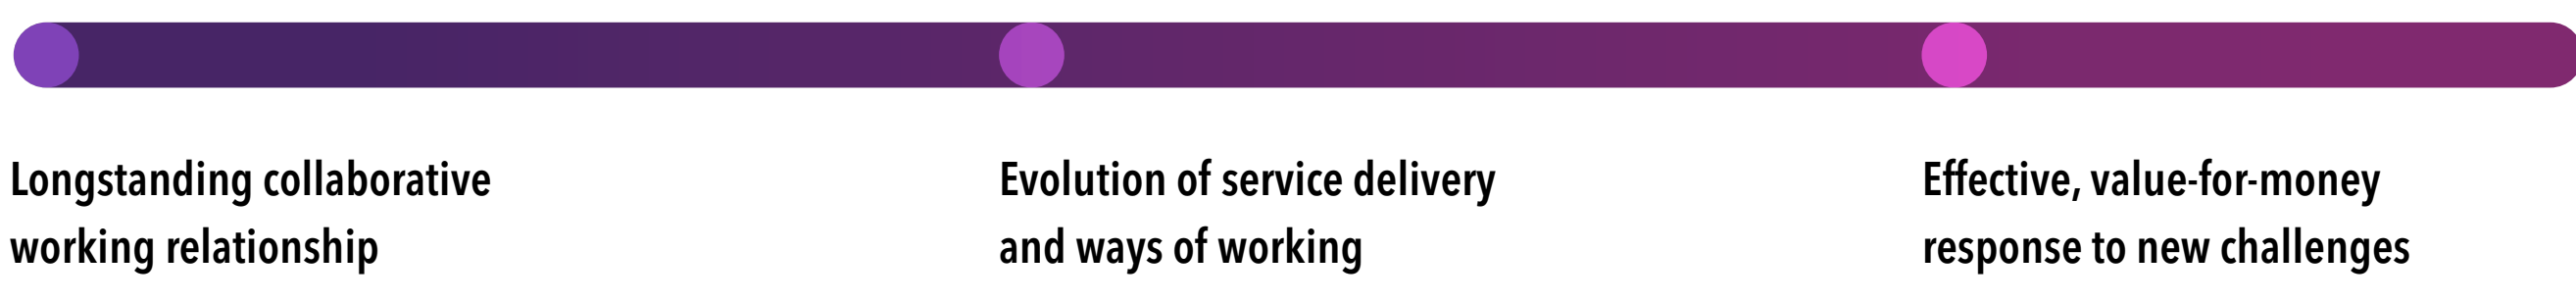 Longstanding collaborative
working relationship
Evolution of service delivery
and ways of working
Effective, value-for-money
response to new challenges